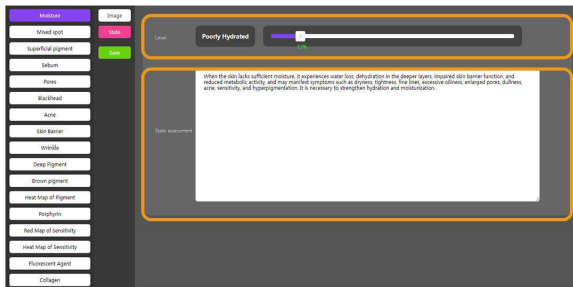 Moisture
Mixed spot
Superficial pigment
Sebum
Pores
Blackhead
Acne
Skin Barrier
Wrinkle
Deep Pigment
Brown pigment
Heat Map of Pigment
Porphyrin
Red Map of Sensitivity
Heat Map of Sensitivity
Fluorescent Agent
Collagen
Image
State
Save
Level
Poorly Hydrated
12%
State assessment
When the skin lacks sufficient moisture, it experiences water loss, dehydration in the deeper layers, impaired skin barrier function, and
reduced metabolic activity, and may manifest symptoms such as dryness, tightness, fine lines, excessive oiliness, enlarged pores, dullness,
acne, sensitivity, and hyperpigmentation. It is necessary to strengthen hydration and moisturization.